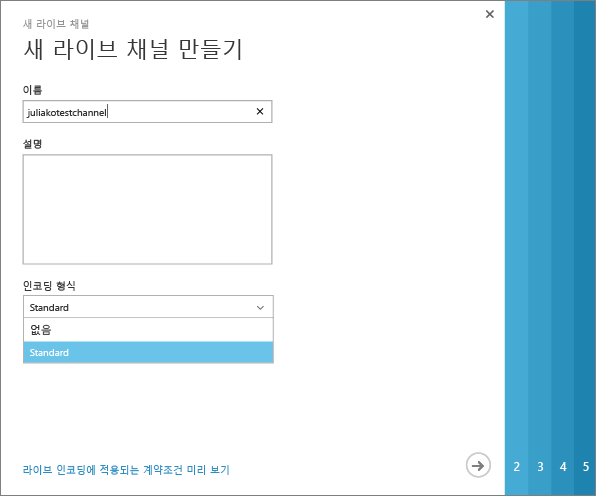 새 라이브 채널
새 라이브 채널 만들기
이름
juliakotestchannel
설명
인코딩 형식
Standard
없음
Standard
라이브 인코딩에 적용되는 계약조건 미리 보기
2 3 4 5